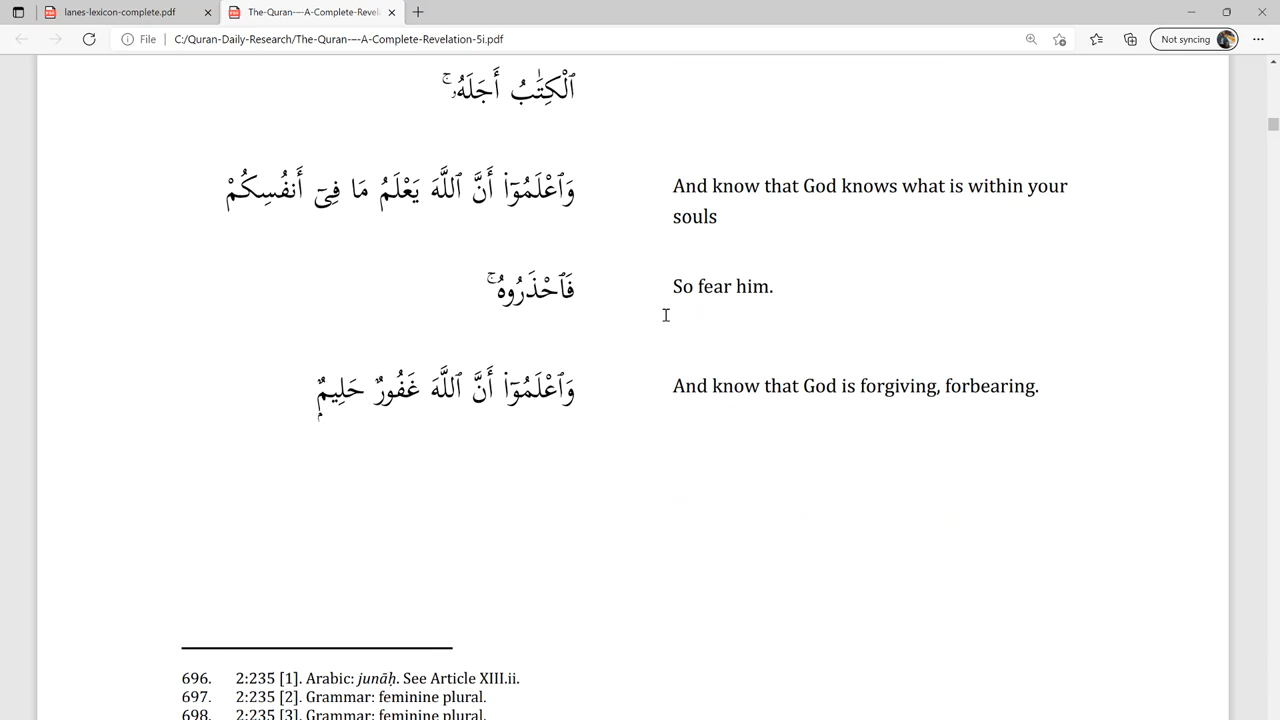 lanes-lexicon-complete.pdf
The-Quran-—A-Complete-Revela
File
C:/Quran-Daily-Research/The-Quran-—A-Complete-Revelation-5i.pdf
Not syncing
ٱلْكِتَٰبُ أَجَلَهُۥ ۚ
وَٱعْلَمُوٓا۟ أَنَّ ٱللَّهَ يَعْلَمُ مَا فِىٓ أَنفُسِكُمْ
And know that God knows what is within your
souls
فَٱحْذَرُوهُ ۚ
So fear him.
وَٱعْلَمُوٓا۟ أَنَّ ٱللَّهَ غَفُورٌ حَلِيمٌۭ
And know that God is forgiving, forbearing.
696. 2:235 [1]. Arabic: junāḥ. See Article XIII.ii.
697. 2:235 [2]. Grammar: feminine plural.
698. 2:235 [3]. Grammar: feminine plural.